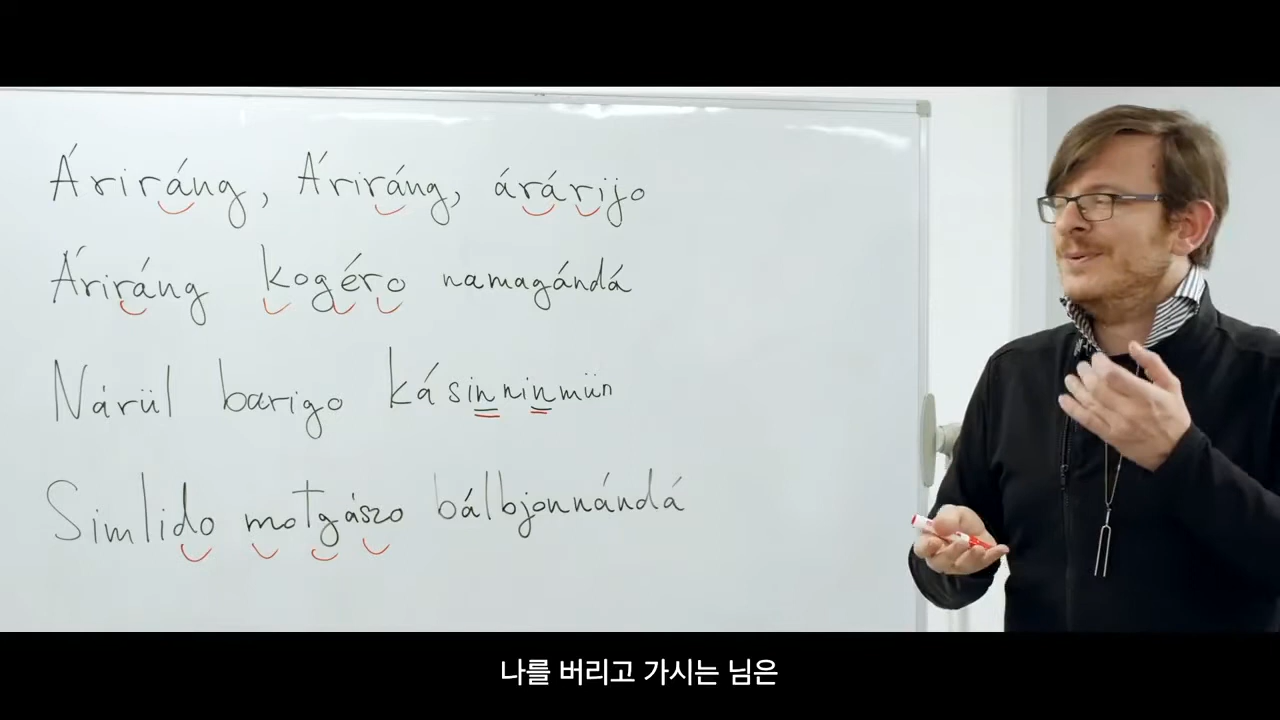 Áriráng, Áriráng, árárijo
Áriráng kogéro namagándá
Nárül barigo kásinninmün
Simlido motgászo bálbjonnándá
나를 버리고 가시는 님은